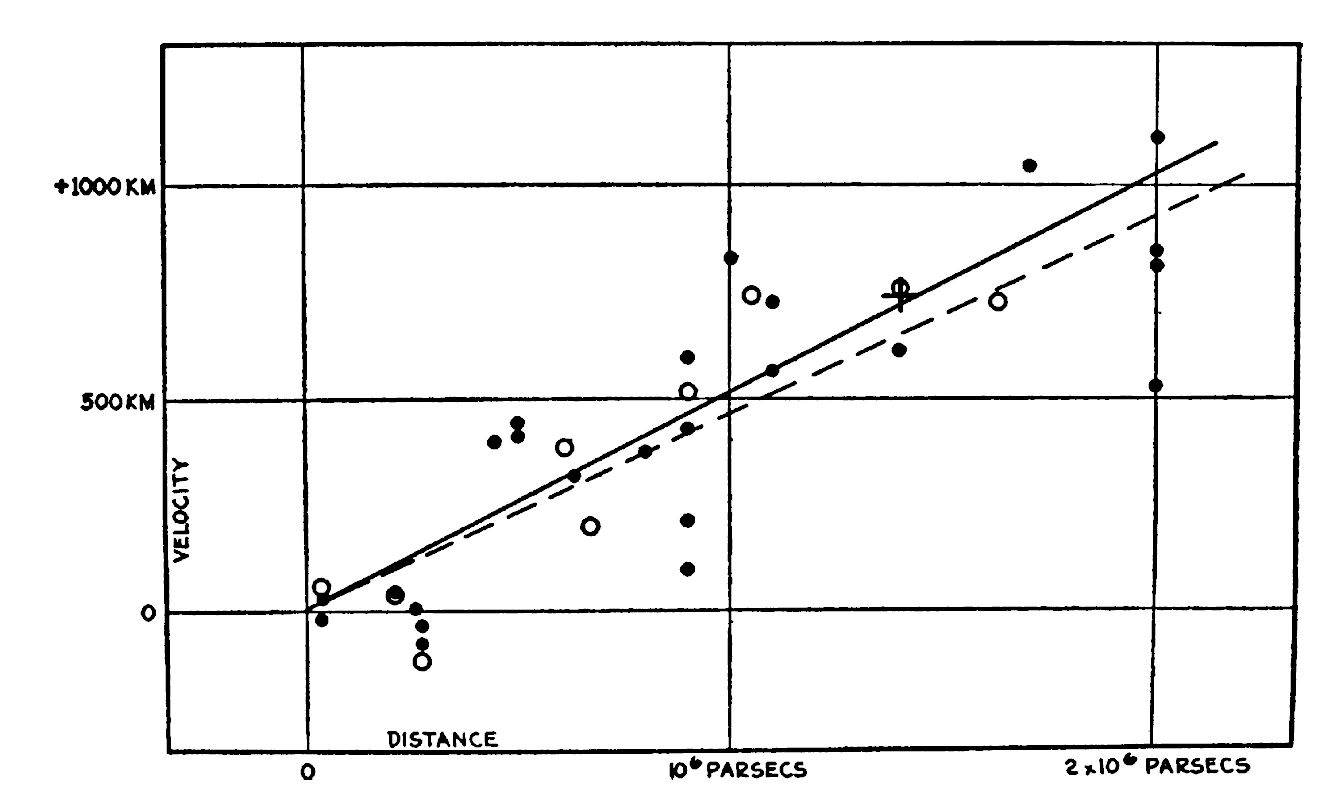 +1000 KM
500 KM
VELOCITY
0
DISTANCE
0
10⁶ PARSECS
2 x 10⁶ PARSECS